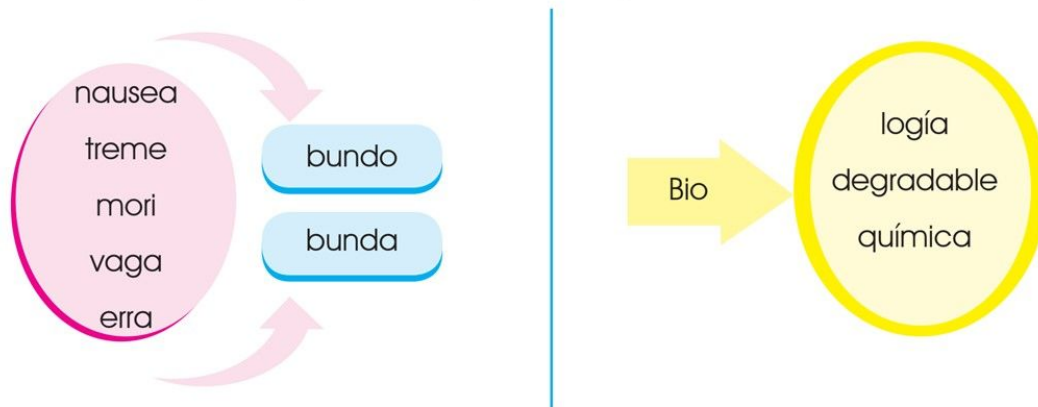 nausea
treme
mori
vaga
erra
bundo
bunda
Bio
logía
degradable
química